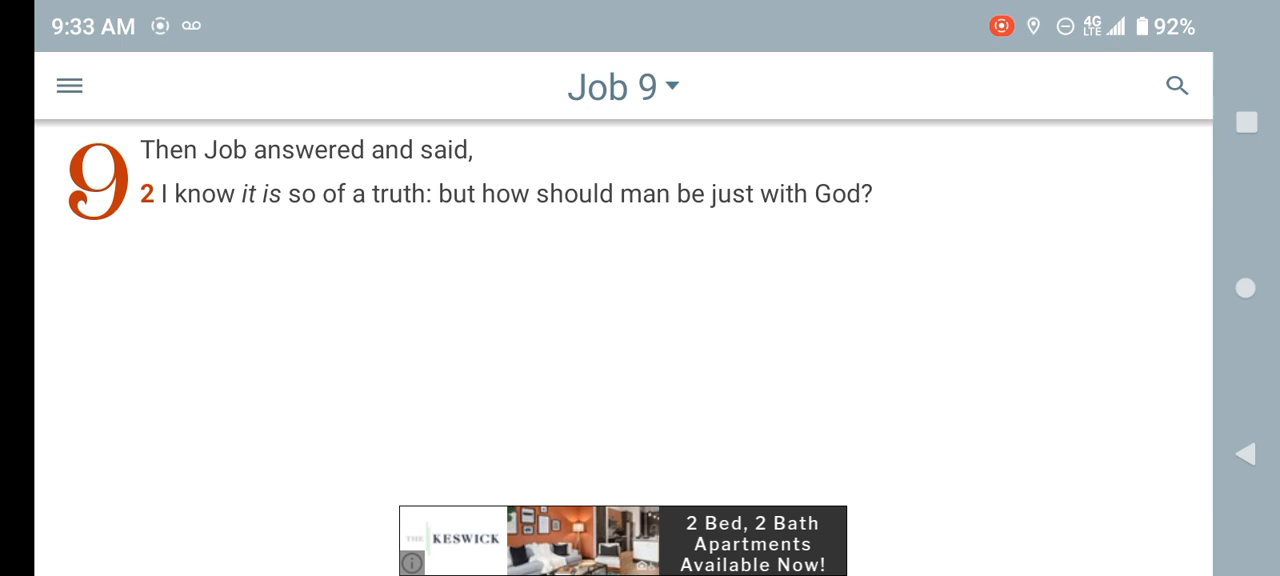 9:33 AM
4G LTE 92%
Job 9
9 Then Job answered and said,
2 I know it is so of a truth: but how should man be just with God?
THE KESWICK
2 Bed, 2 Bath
Apartments
Available Now!